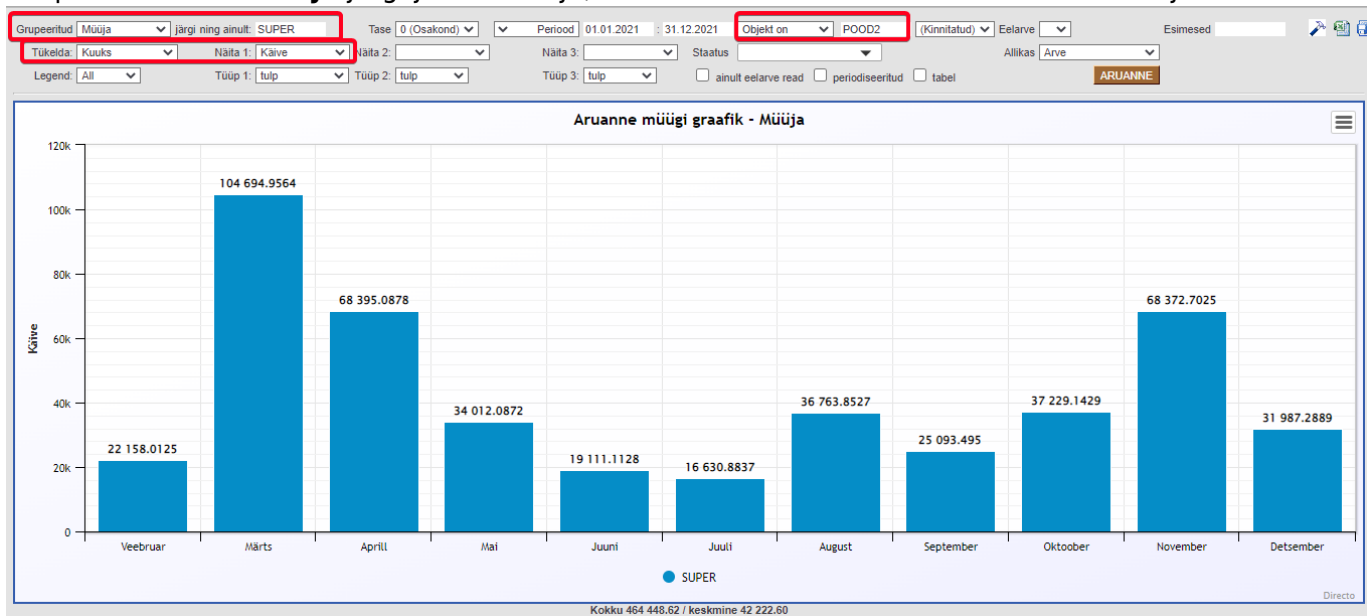 Grupeeritud Müüja järgi ning ainult: SUPER Tase 0 (Osakond) Periood 01.01.2021 : 31.12.2021 Objekt on POOD2 (Kinnitatud) Eelarve Esimesed
Tükelda: Kuuks Näita 1: Käive Näita 2: Näita 3: Staatus Allikas Arve
Legend: All Tüüp 1: tulp Tüüp 2: tulp Tüüp 3: tulp ainult eelarve read periodiseeritud tabel ARUANNE
Aruanne müügi graafik - Müüja
120k
100k
80k
60k
40k
20k
0
Käive
22 158.0125
104 694.9564
68 395.0878
34 012.0872
19 111.1128
16 630.8837
36 763.8527
25 093.495
37 229.1429
68 372.7025
31 987.2889
Veebruar Märts Aprill Mai Juuni Juuli August September Oktoober November Detsember
SUPER
Directo
Kokku 464 448.62 / keskmine 42 222.60